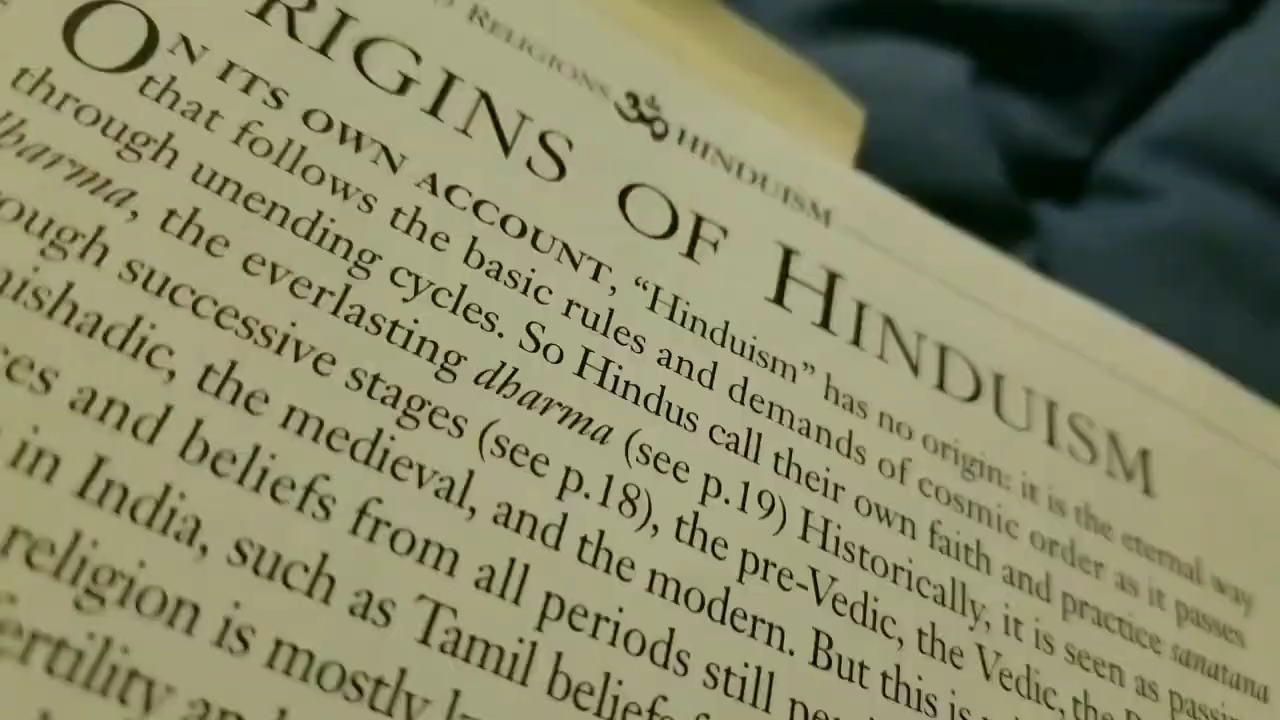 RELIGIONS ॐ HINDUISM
RIGINS OF HINDUISM
ON ITS OWN ACCOUNT, “Hinduism” has no origin: it is the eternal way
that follows the basic rules and demands of cosmic order as it passes
through unending cycles. So Hindus call their own faith and practice sanatana
dharma, the everlasting dharma (see p.19) Historically, it is seen as
ough successive stages (see p.18), the pre-Vedic, the Vedic, the
ishadic, the medieval, and the modern. But this is
es and beliefs from all periods still
in India, such as Tamil beliefs
religion is mostly
ertility